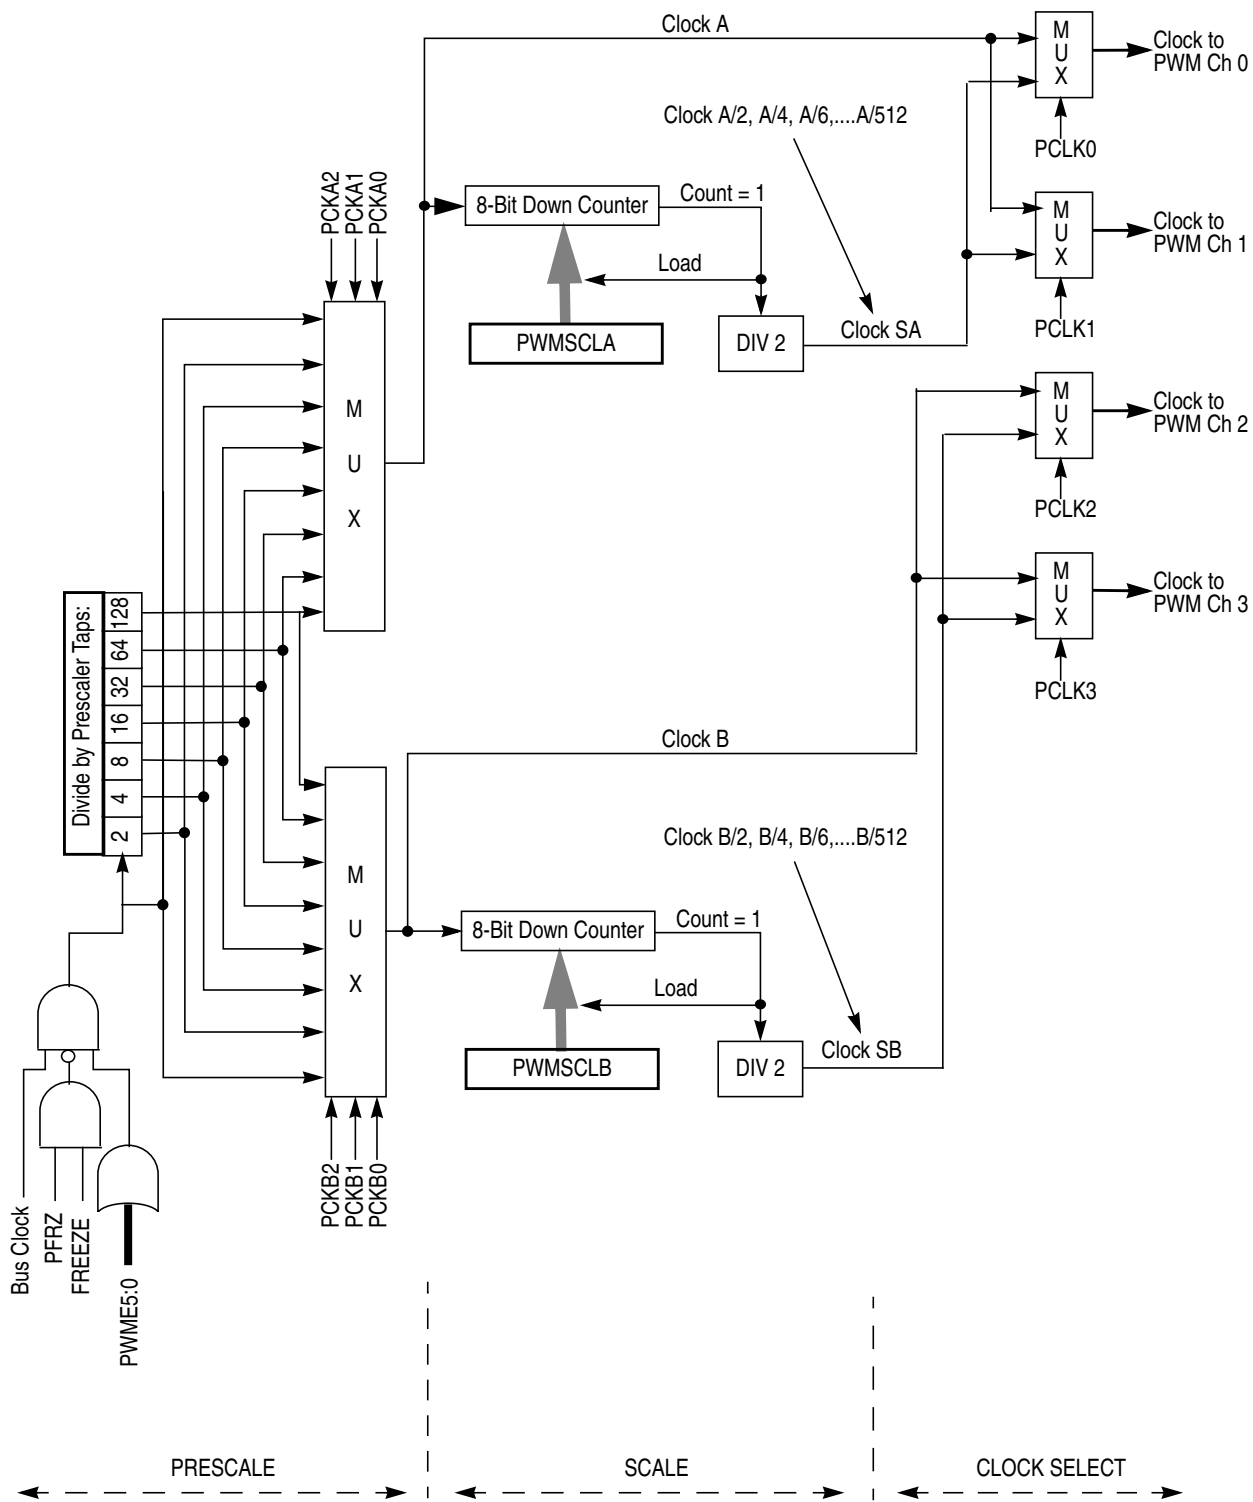 Clock A
M
U
X
Clock to
PWM Ch 0
PCLK0
Clock A/2, A/4, A/6,....A/512
PCKA2
PCKA1
PCKA0
8-Bit Down Counter
Count = 1
Load
PWMSCLA
DIV 2
Clock SA
M
U
X
Clock to
PWM Ch 1
PCLK1
M
U
X
M
U
X
Clock to
PWM Ch 2
PCLK2
M
U
X
Clock to
PWM Ch 3
PCLK3
Divide by Prescaler Taps:
128
64
32
16
8
4
2
Clock B
Clock B/2, B/4, B/6,....B/512
M
U
X
8-Bit Down Counter
Count = 1
Load
PWMSCLB
DIV 2
Clock SB
PCKB2
PCKB1
PCKB0
Bus Clock
PFRZ
FREEZE
PWME5:0
PRESCALE
SCALE
CLOCK SELECT